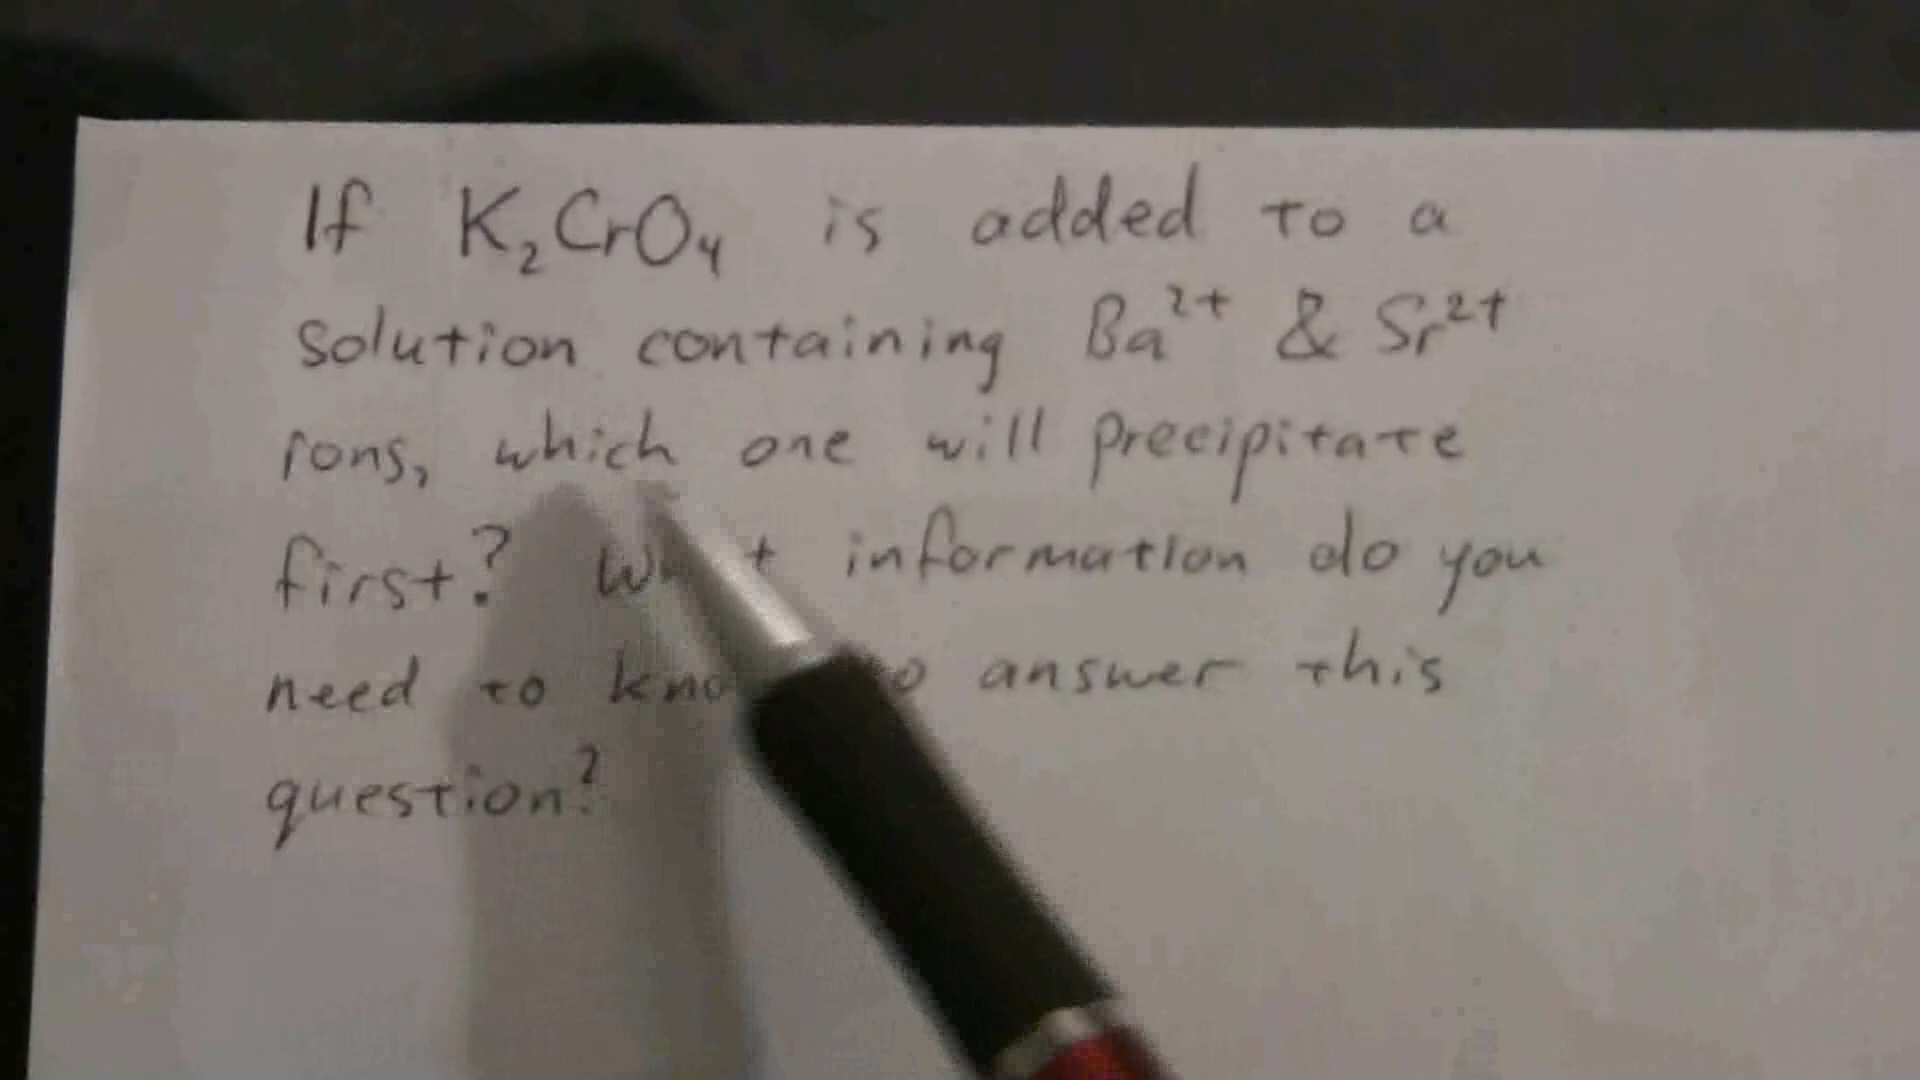 If K₂CrO₄ is added to a
solution containing Ba²⁺ & Sr²⁺
ions, which one will precipitate
first? information do you
need to answer this
question?